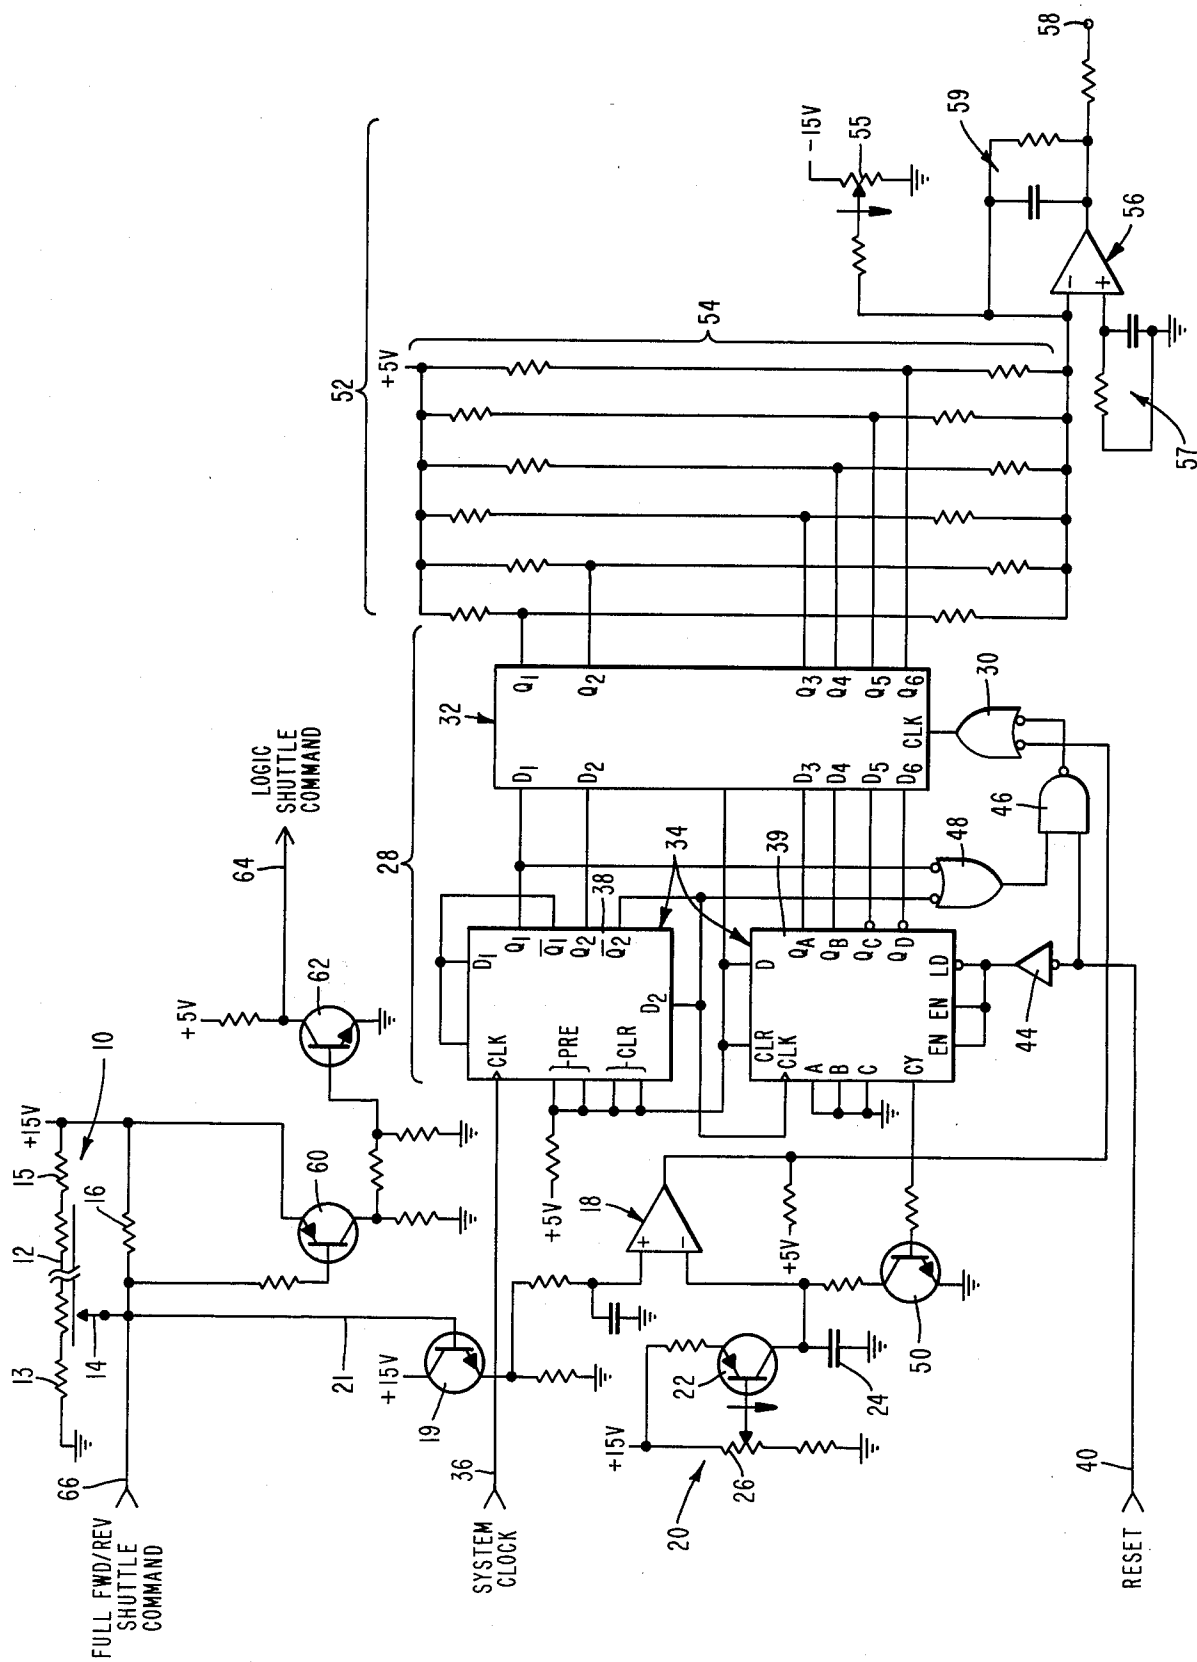 FULL FWD/REV
SHUTTLE
COMMAND
66
13
14
12
15
16
+15V
10
60
21
+15V
19
+5V
62
64
LOGIC
SHUTTLE
COMMAND
SYSTEM
CLOCK
36
20
+15V
26
22
24
18
+
-
+5V
+5V
50
28
CLK
PRE
CLR
D1
Q1
Q̅1
Q2
Q̅2
D2
38
34
39
CLR
CLK
A
B
C
CY
D
QA
QB
QC
QD
EN
EN
LD
44
RESET
40
48
46
30
32
D1
D2
D3
D4
D5
D6
CLK
Q1
Q2
Q3
Q4
Q5
Q6
52
+5V
54
-15V
55
59
-
+
56
57
58